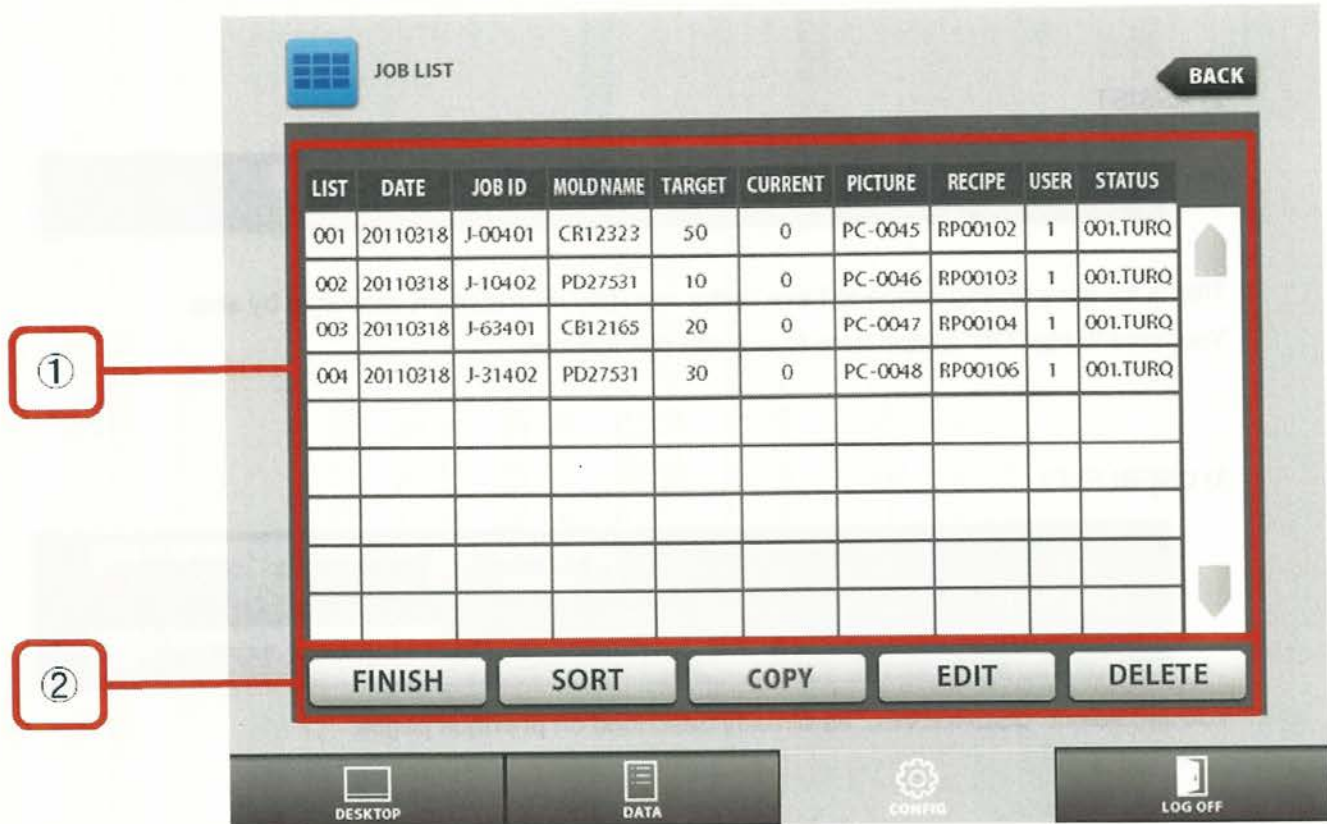 JOB LIST
BACK
LIST DATE JOB ID MOLD NAME TARGET CURRENT PICTURE RECIPE USER STATUS
001 20110318 J-00401 CR12323 50 0 PC-0045 RP00102 1 001.TURQ
002 20110318 J-10402 PD27531 10 0 PC-0046 RP00103 1 001.TURQ
003 20110318 J-63401 CB12165 20 0 PC-0047 RP00104 1 001.TURQ
004 20110318 J-31402 PD27531 30 0 PC-0048 RP00106 1 001.TURQ
①
②
FINISH SORT COPY EDIT DELETE
DESKTOP DATA CONFIG LOG OFF